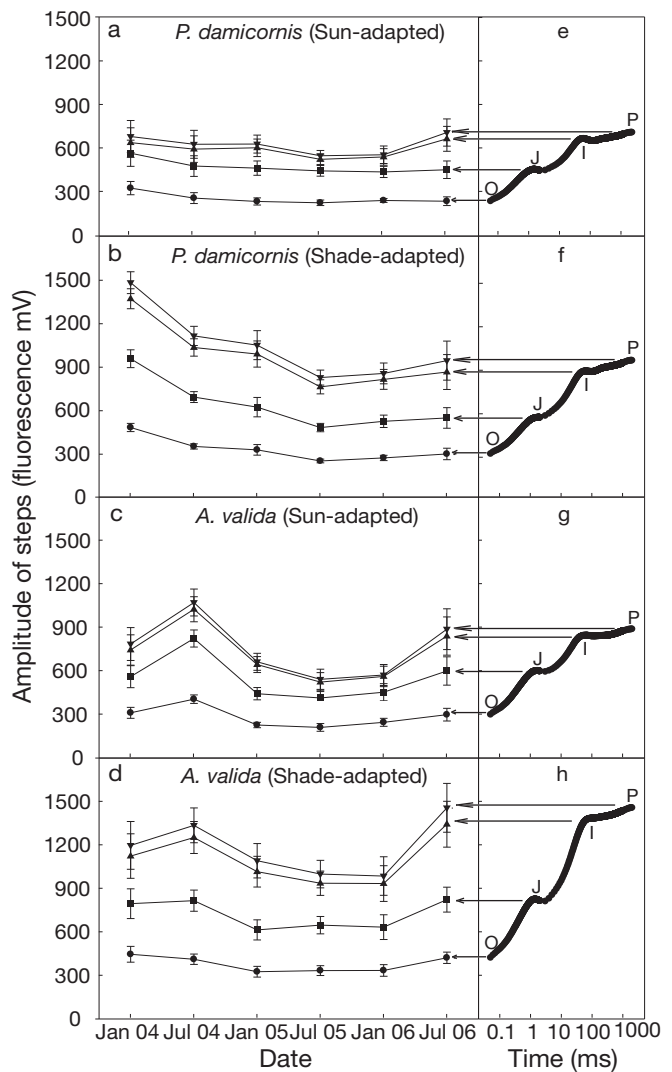 a
P. damicornis (Sun-adapted)
e
1500
1200
900
600
300
0
O
J
I
P
b
P. damicornis (Shade-adapted)
f
1500
1200
900
600
300
0
O
J
I
P
c
A. valida (Sun-adapted)
g
1500
1200
900
600
300
0
O
J
I
P
d
A. valida (Shade-adapted)
h
1500
1200
900
600
300
0
O
J
I
P
Amplitude of steps (fluorescence mV)
Jan 04 Jul 04 Jan 05 Jul 05 Jan 06 Jul 06
0.1 1 10 100 1000
Date
Time (ms)